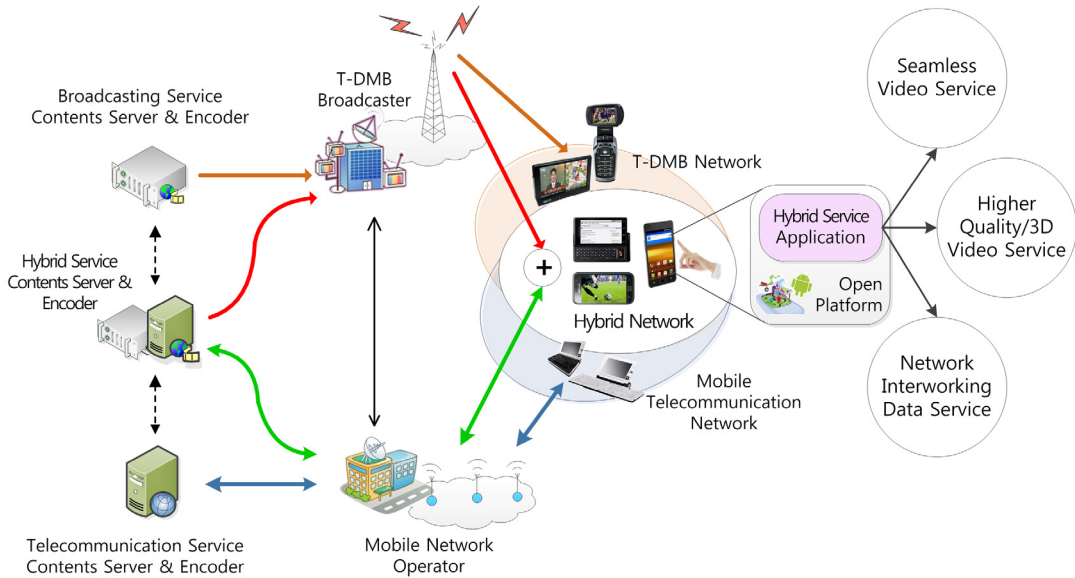 Broadcasting Service
Contents Server & Encoder
T-DMB
Broadcaster
Hybrid Service
Contents Server &
Encoder
Telecommunication Service
Contents Server & Encoder
Mobile Network
Operator
T-DMB Network
+
Hybrid Network
Mobile
Telecommunication
Network
Hybrid Service
Application
Open
Platform
Seamless
Video Service
Higher
Quality/3D
Video Service
Network
Interworking
Data Service